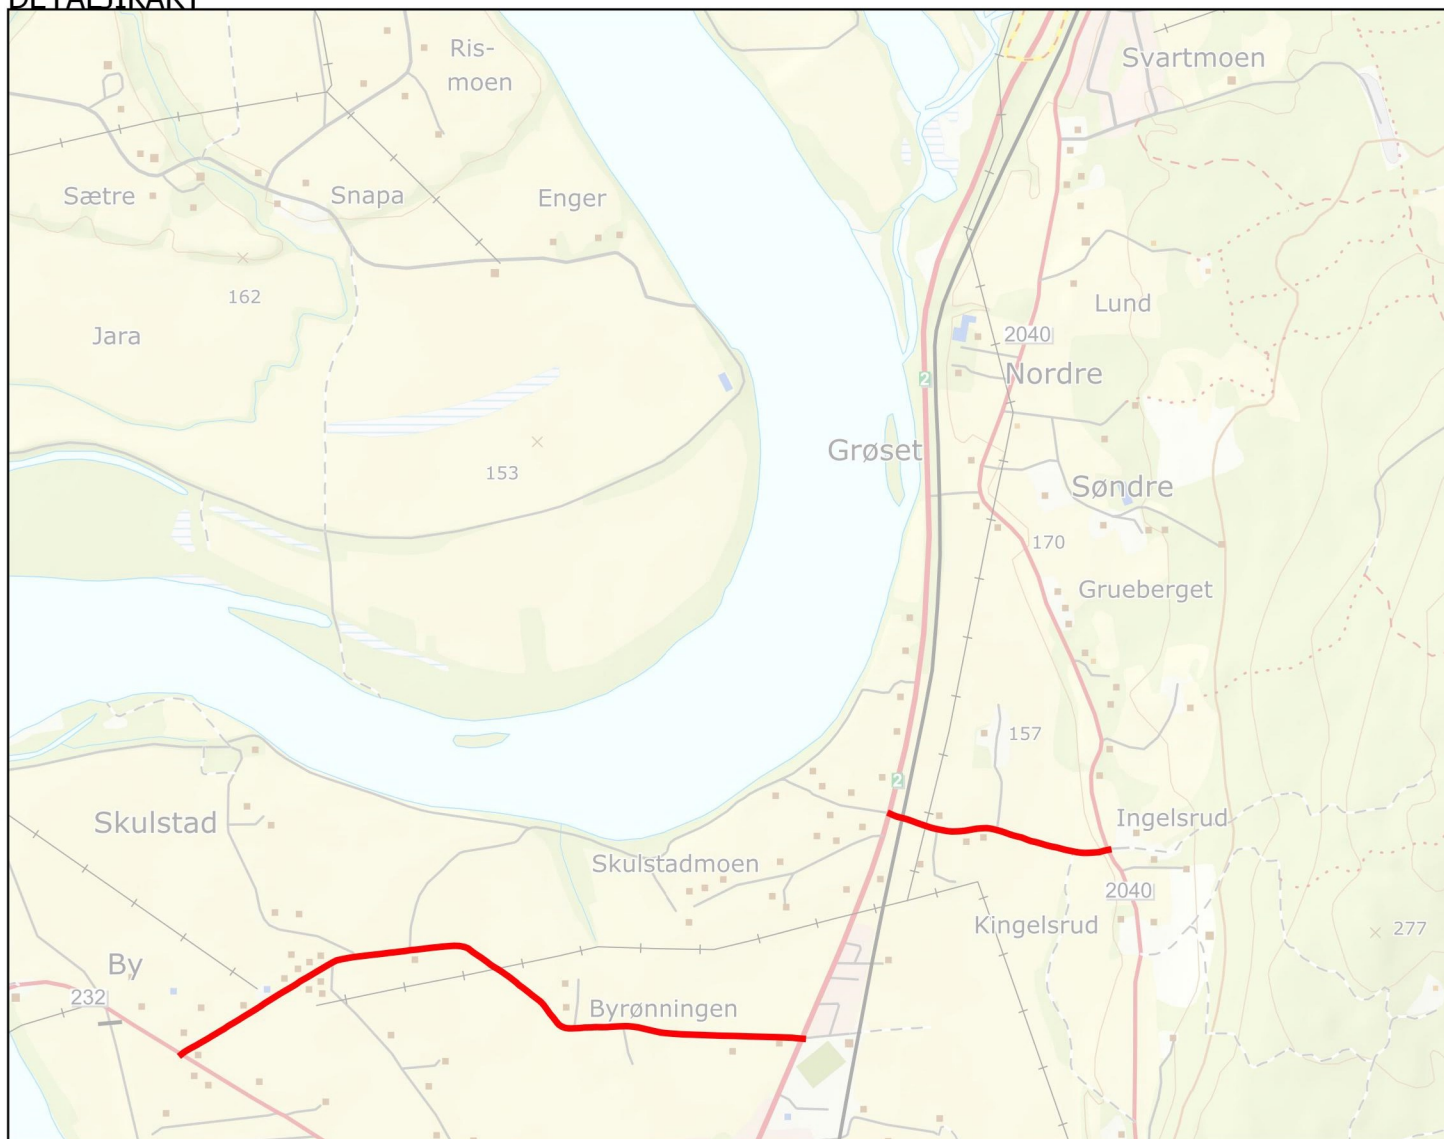 DETALJKART
Ris-
moen
Svartmoen
Sætre
Snapa
Enger
162
Lund
Jara
2040
Nordre
2
Grøset
153
Søndre
170
Grueberget
157
2
Skulstad
Ingelsrud
Skulstadmoen
2040
Kingelsrud
277
By
232
Byrønningen